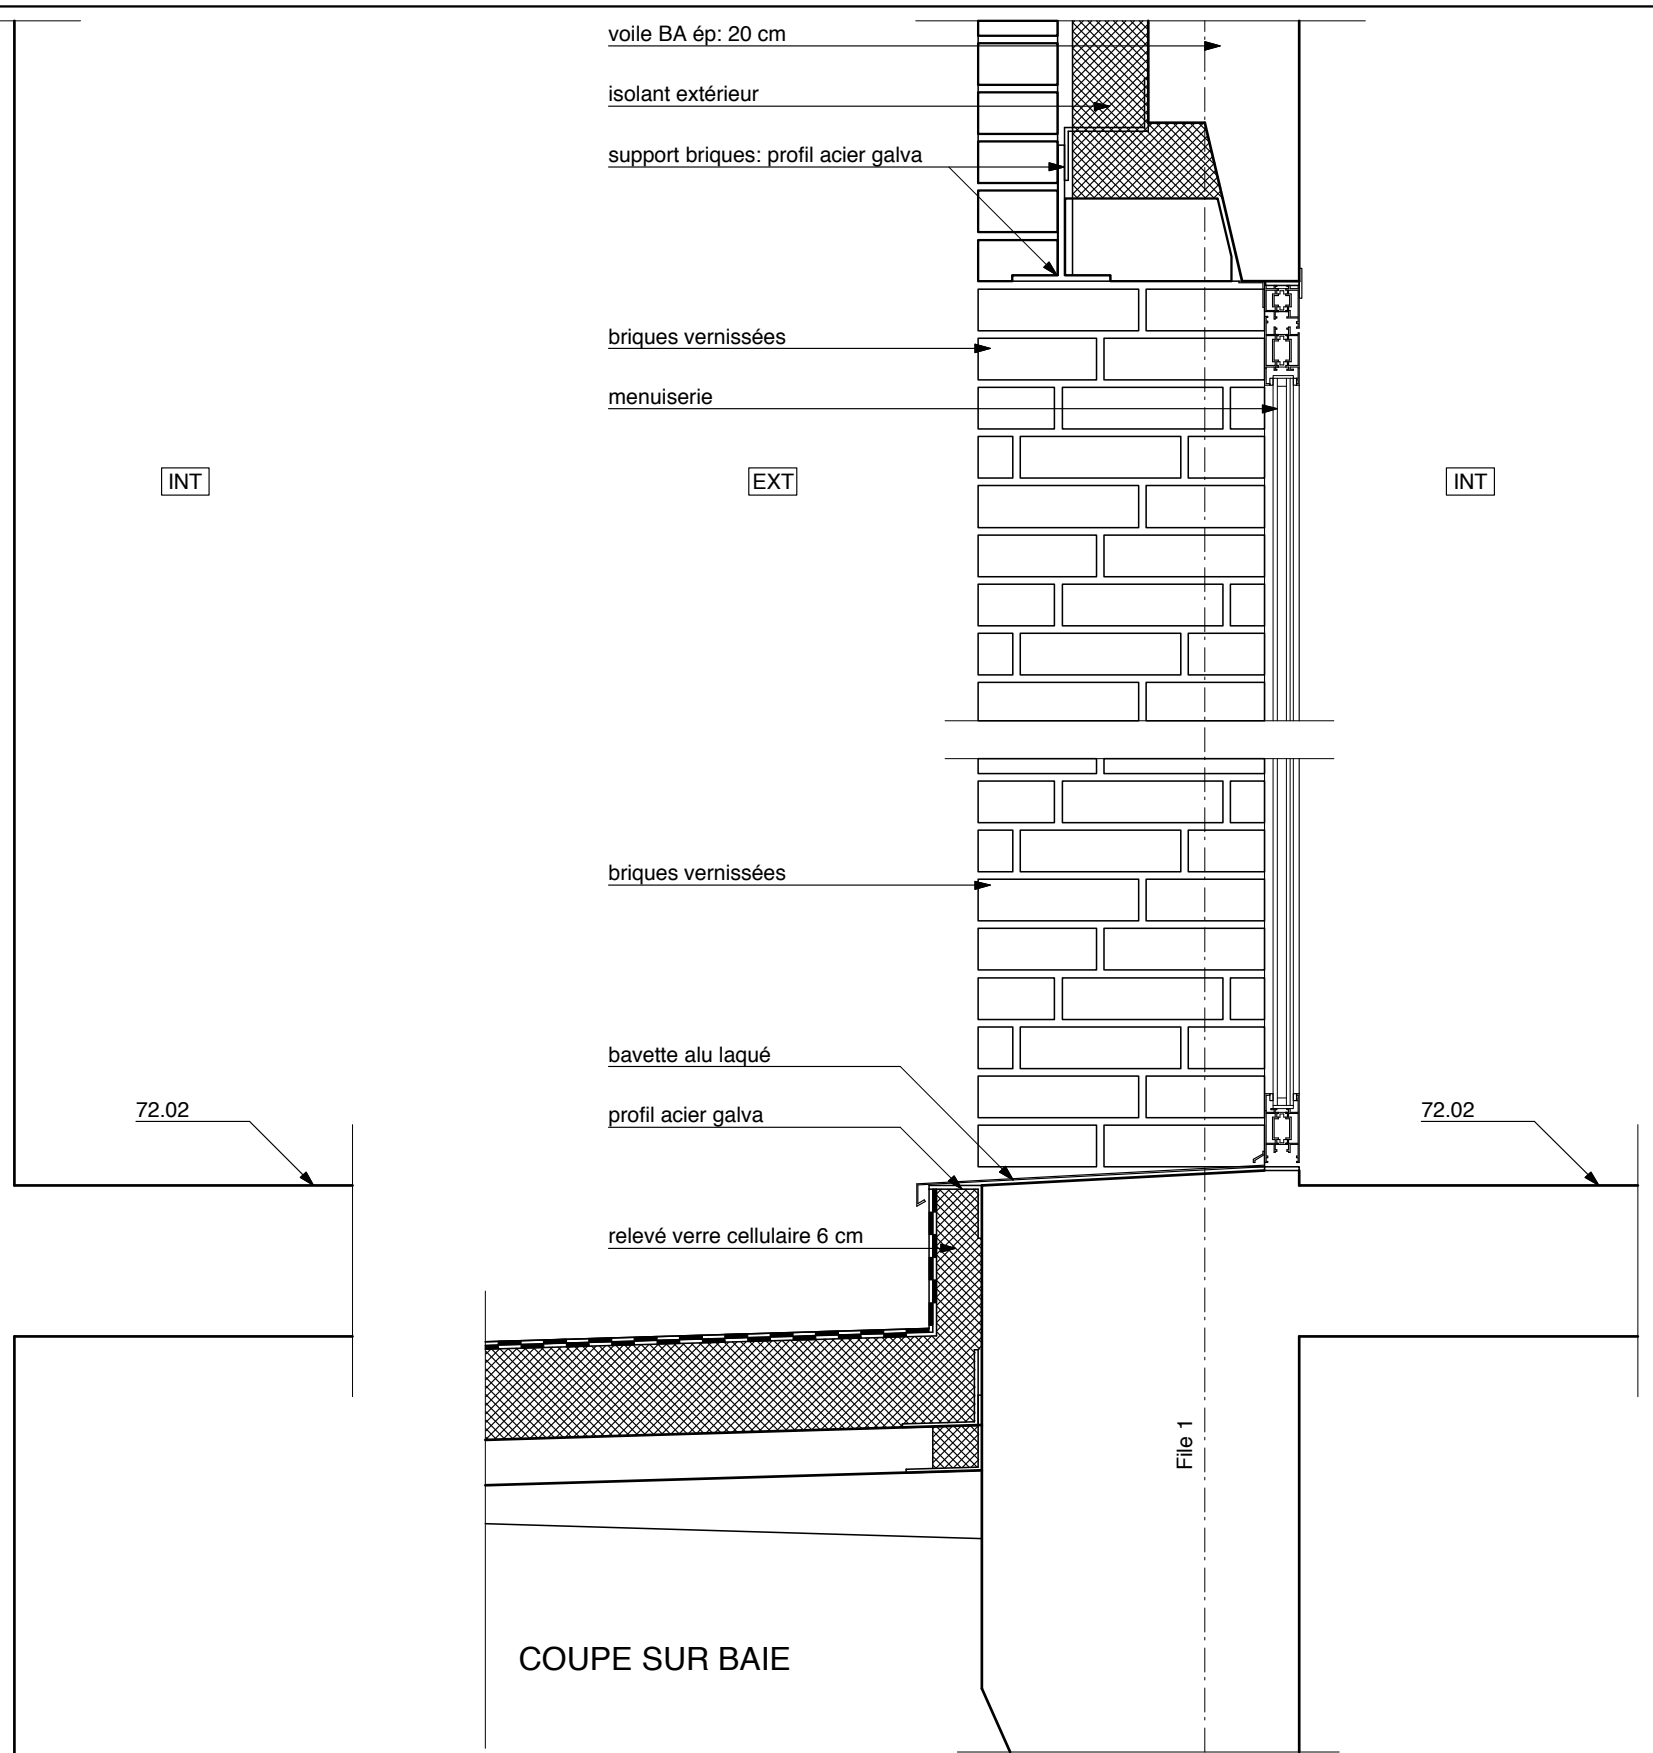 voile BA ép: 20 cm
isolant extérieur
support briques: profil acier galva
briques vernissées
menuiserie
INT
EXT
INT
briques vernissées
bavette alu laqué
72.02
profil acier galva
72.02
relevé verre cellulaire 6 cm
File 1
COUPE SUR BAIE